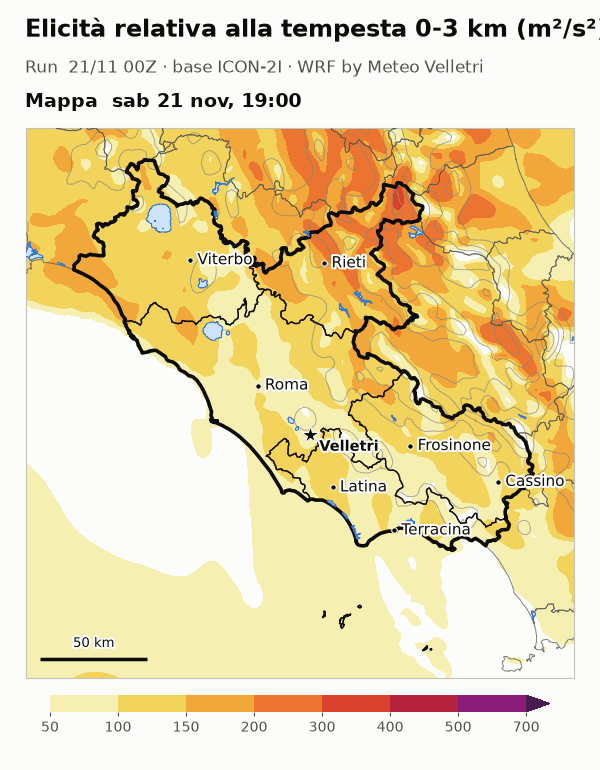 Elicità relativa alla tempesta 0-3 km (m²/s²)
Run 21/11 00Z · base ICON-2I · WRF by Meteo Velletri
Mappa sab 21 nov, 19:00
Viterbo
Rieti
Roma
Velletri
Frosinone
Cassino
Latina
Terracina
50 km
50 100 150 200 300 400 500 700